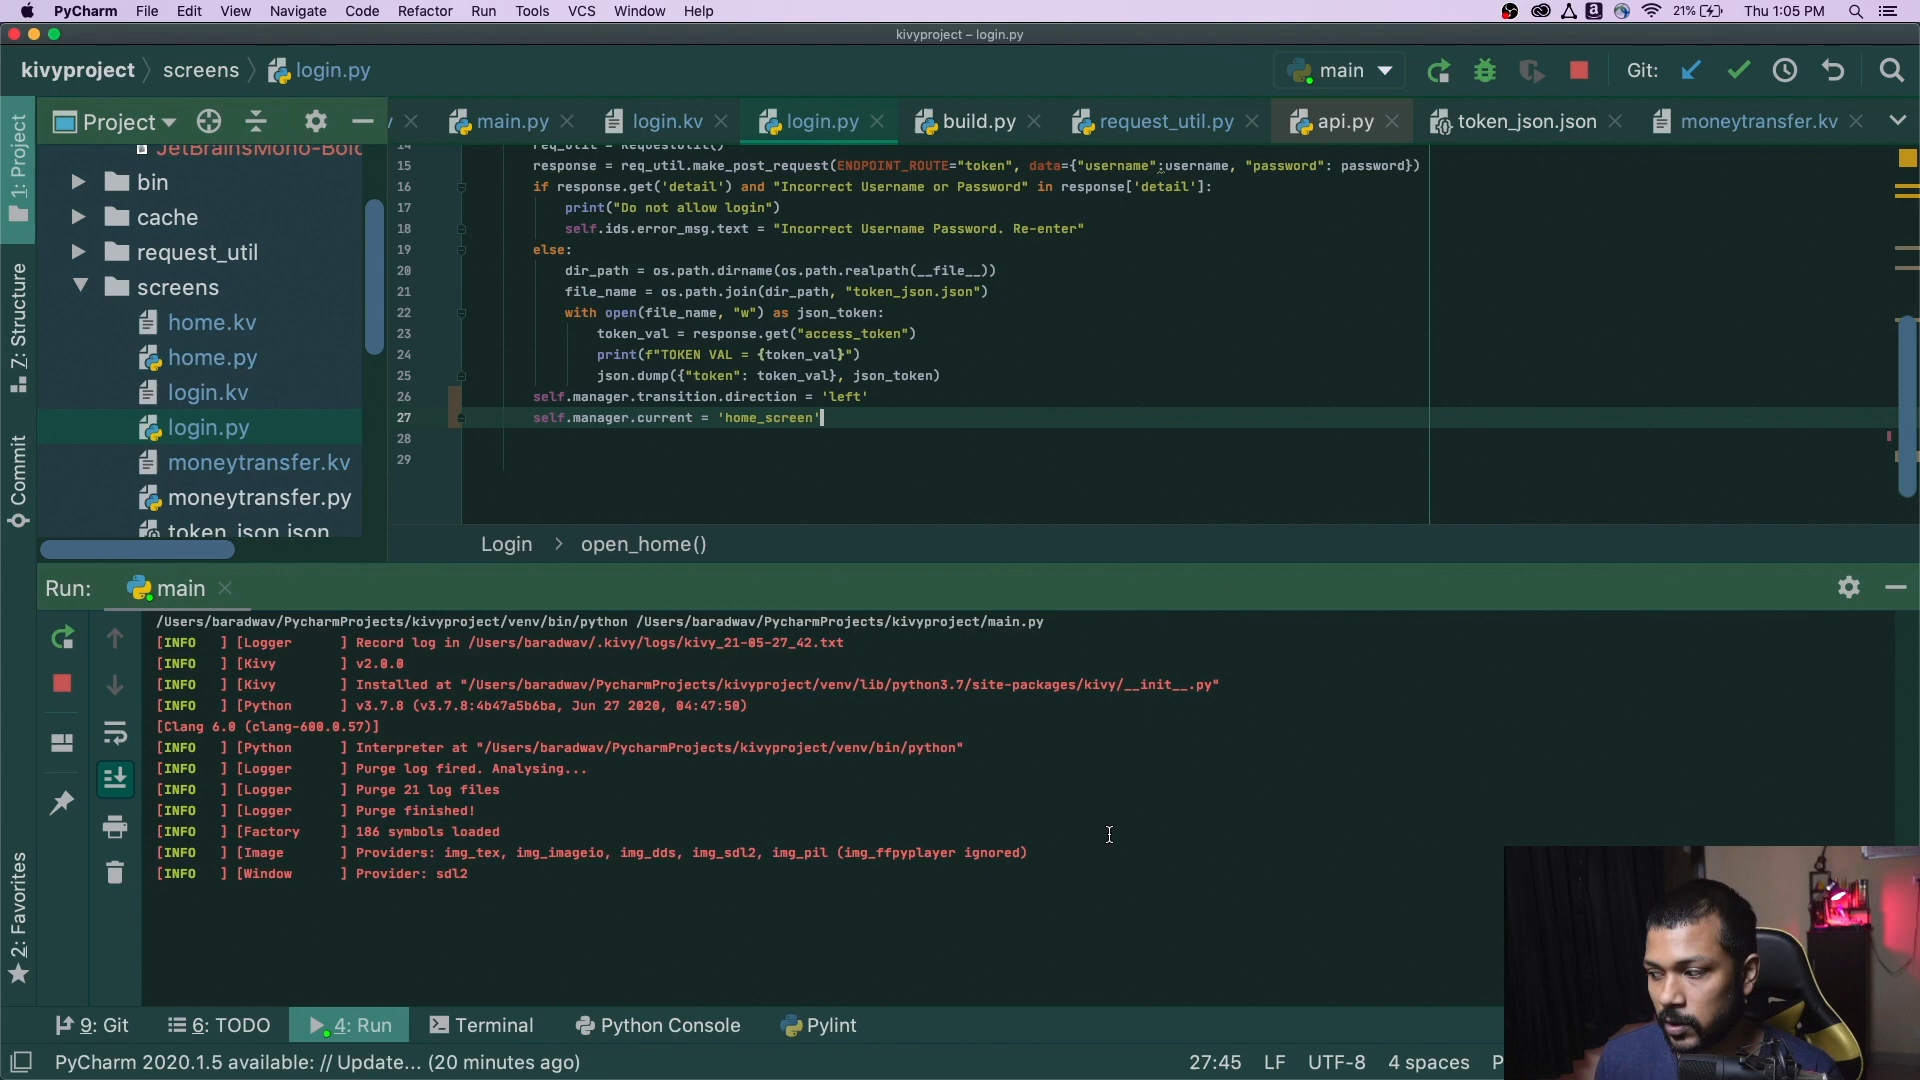 PyCharm File Edit View Navigate Code Refactor Run Tools VCS Window Help 21% Thu 1:05 PM
kivyproject – login.py
kivyproject screens login.py main Git:
1: Project
Project
main.py login.kv login.py build.py request_util.py api.py token_json.json moneytransfer.kv
JetBrainsMono-Bold
bin
cache
request_util
screens
home.kv
home.py
login.kv
login.py
moneytransfer.kv
moneytransfer.py
token_json.json
Z: Structure
Commit
2: Favorites
14 req_util = RequestUtil()
15 response = req_util.make_post_request(ENDPOINT_ROUTE="token", data={"username":username, "password": password})
16 if response.get('detail') and "Incorrect Username or Password" in response['detail']:
17 print("Do not allow login")
18 self.ids.error_msg.text = "Incorrect Username Password. Re-enter"
19 else:
20 dir_path = os.path.dirname(os.path.realpath(__file__))
21 file_name = os.path.join(dir_path, "token_json.json")
22 with open(file_name, "w") as json_token:
23 token_val = response.get("access_token")
24 print(f"TOKEN VAL = {token_val}")
25 json.dump({"token": token_val}, json_token)
26 self.manager.transition.direction = 'left'
27 self.manager.current = 'home_screen'
28
29
Login > open_home()
Run: main
/Users/baradwav/PycharmProjects/kivyproject/venv/bin/python /Users/baradwav/PycharmProjects/kivyproject/main.py
[INFO   ] [Logger      ] Record log in /Users/baradwav/.kivy/logs/kivy_21-05-27_42.txt
[INFO   ] [Kivy        ] v2.0.0
[INFO   ] [Kivy        ] Installed at "/Users/baradwav/PycharmProjects/kivyproject/venv/lib/python3.7/site-packages/kivy/__init__.py"
[INFO   ] [Python      ] v3.7.8 (v3.7.8:4b47a5b6ba, Jun 27 2020, 04:47:50)
[Clang 6.0 (clang-600.0.57)]
[INFO   ] [Python      ] Interpreter at "/Users/baradwav/PycharmProjects/kivyproject/venv/bin/python"
[INFO   ] [Logger      ] Purge log fired. Analysing...
[INFO   ] [Logger      ] Purge 21 log files
[INFO   ] [Logger      ] Purge finished!
[INFO   ] [Factory     ] 186 symbols loaded
[INFO   ] [Image       ] Providers: img_tex, img_imageio, img_dds, img_sdl2, img_pil (img_ffpyplayer ignored)
[INFO   ] [Window      ] Provider: sdl2
9: Git 6: TODO 4: Run Terminal Python Console Pylint
PyCharm 2020.1.5 available: // Update... (20 minutes ago) 27:45 LF UTF-8 4 spaces P